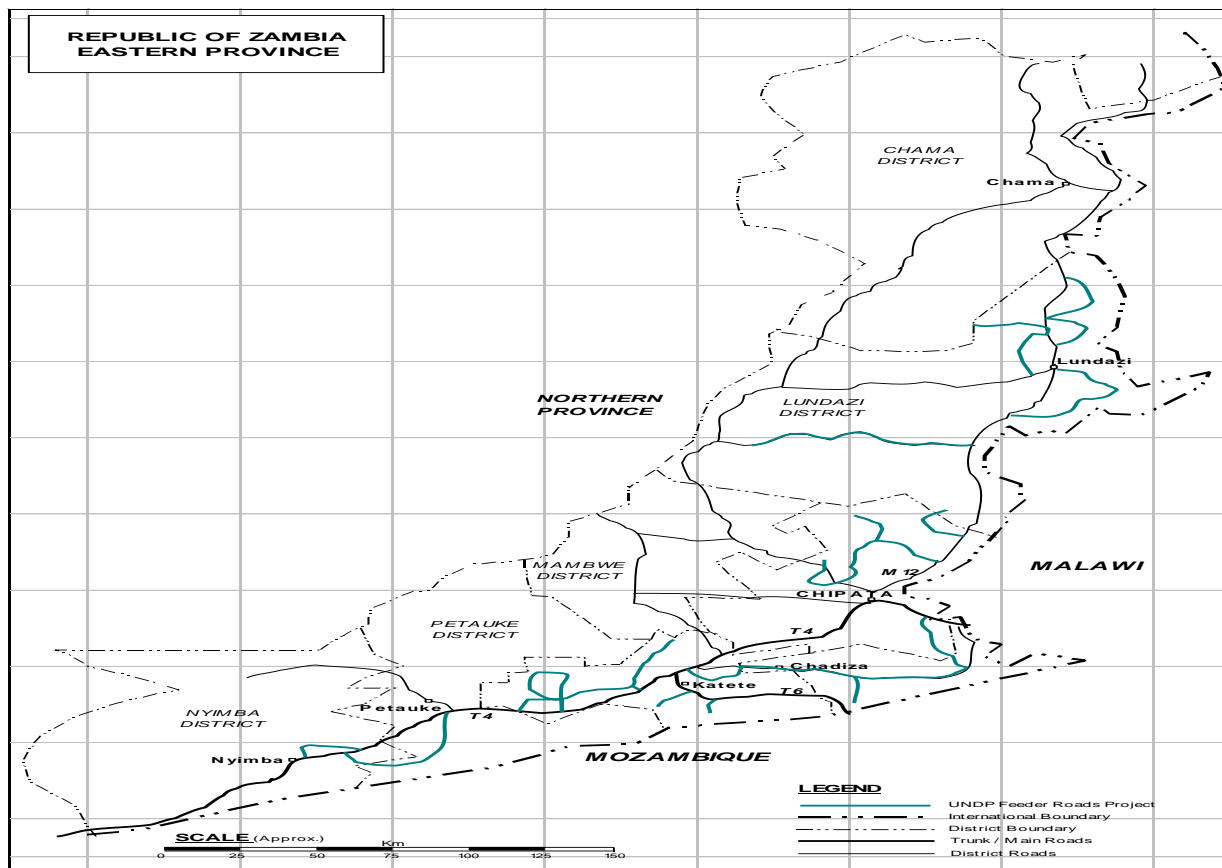 REPUBLIC OF ZAMBIA
EASTERN PROVINCE
CHAMA
DISTRICT
Chama
Lundazi
NORTHERN
PROVINCE
LUNDAZI
DISTRICT
MAMBWE
DISTRICT
M 12
MALAWI
CHIPATA
PETAUKE
DISTRICT
T4
Chadiza
Katete
T6
Petauke
T4
NYIMBA
DISTRICT
Nyimba
MOZAMBIQUE
LEGEND
UNDP Feeder Roads Project
International Boundary
District Boundary
Trunk / Main Roads
District Roads
SCALE (Approx.)
Km
0 25 50 75 100 125 150